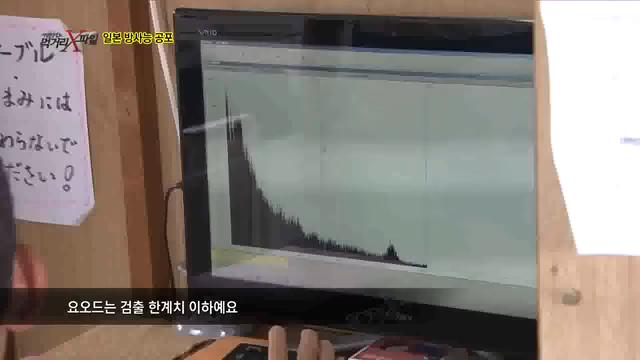 먹거리X파일 일본 방사능 공포
ーブル
まみには
わらないで
ださい!
요오드는 검출 한계치 이하예요